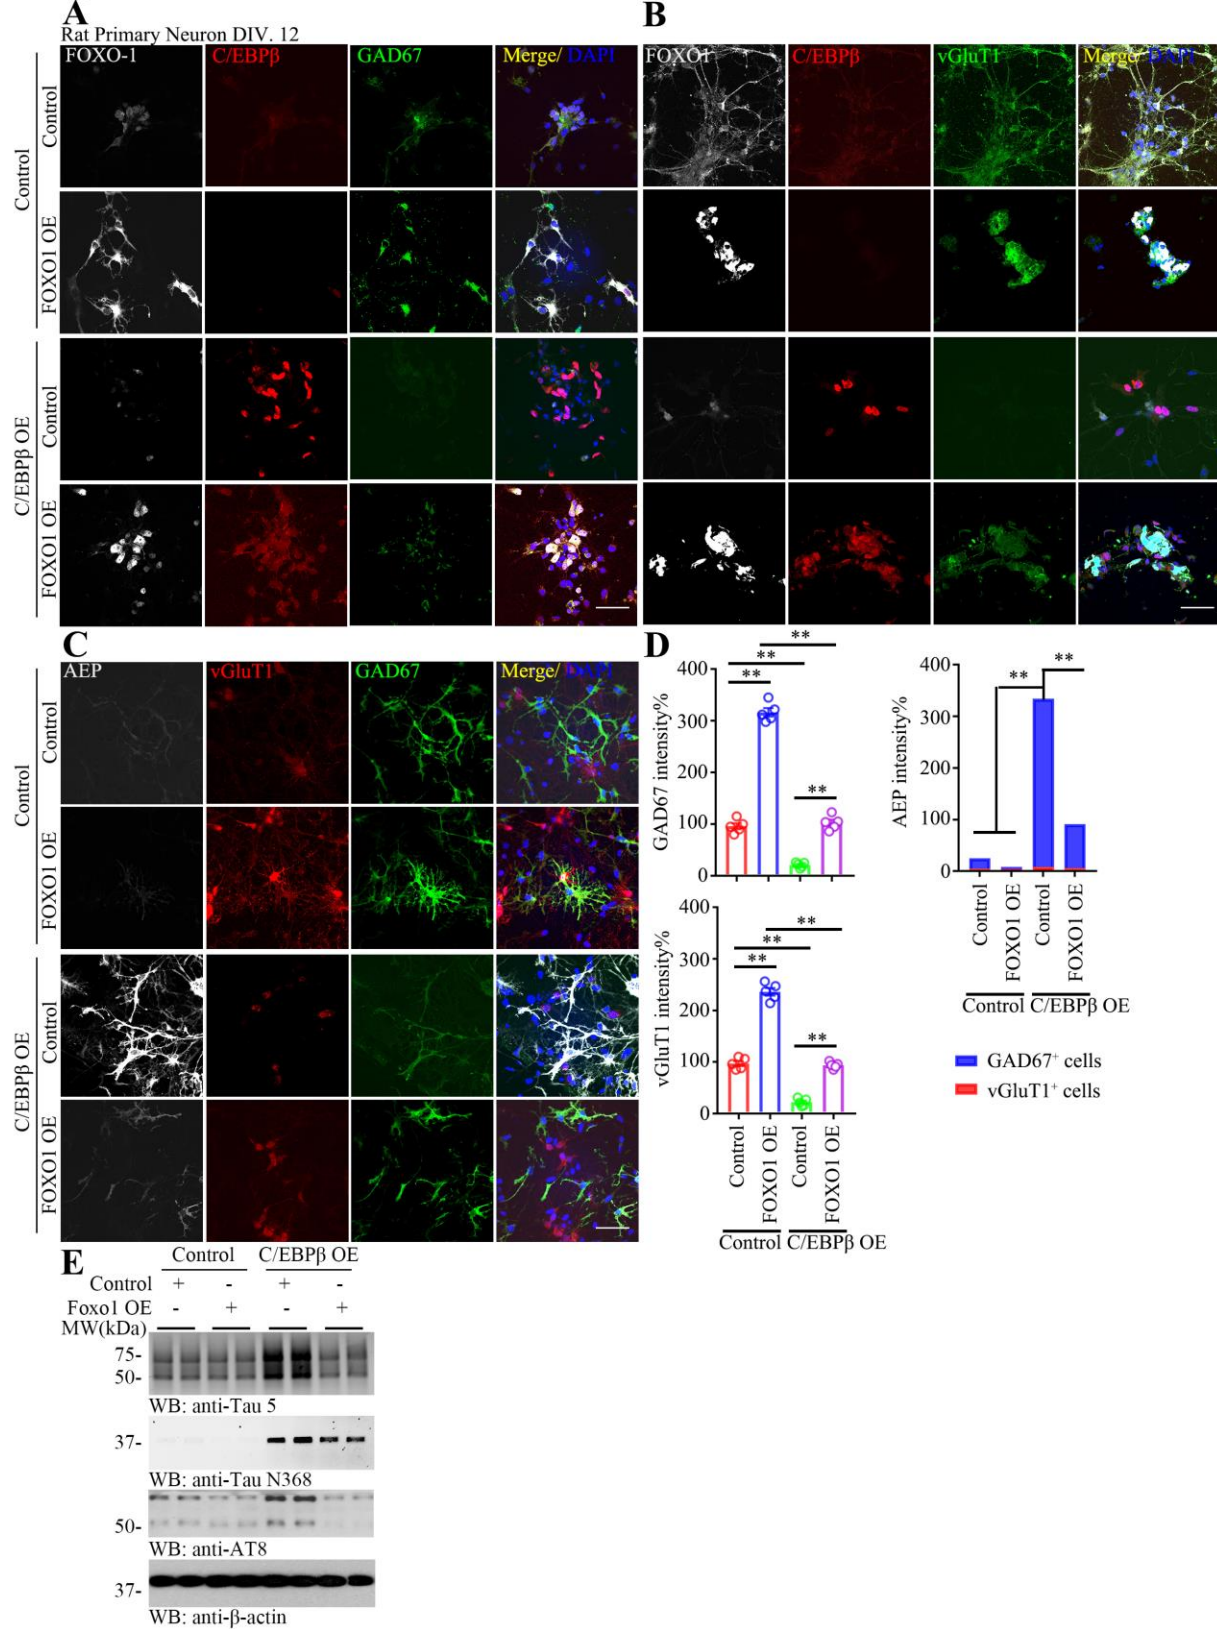 A
Rat Primary Neuron DIV. 12
FOXO-1 C/EBPβ GAD67 Merge/ DAPI
Control
Control
FOXO1 OE
C/EBPβ OE
Control
FOXO1 OE
B
FOXO1 C/EBPβ vGluT1 Merge/ DAPI
C
AEP vGluT1 GAD67 Merge/ DAPI
Control
Control
FOXO1 OE
C/EBPβ OE
Control
FOXO1 OE
D
GAD67 intensity%
400
300
200
100
0
** ** ** **
vGluT1 intensity%
400
300
200
100
0
** ** ** **
Control FOXO1 OE Control FOXO1 OE
Control C/EBPβ OE
AEP intensity%
400
300
200
100
0
** **
Control FOXO1 OE Control FOXO1 OE
Control C/EBPβ OE
GAD67⁺ cells
vGluT1⁺ cells
E
Control C/EBPβ OE
Control + - + -
Foxo1 OE - + - +
MW(kDa)
75-
50-
WB: anti-Tau 5
37-
WB: anti-Tau N368
50-
WB: anti-AT8
37-
WB: anti-β-actin